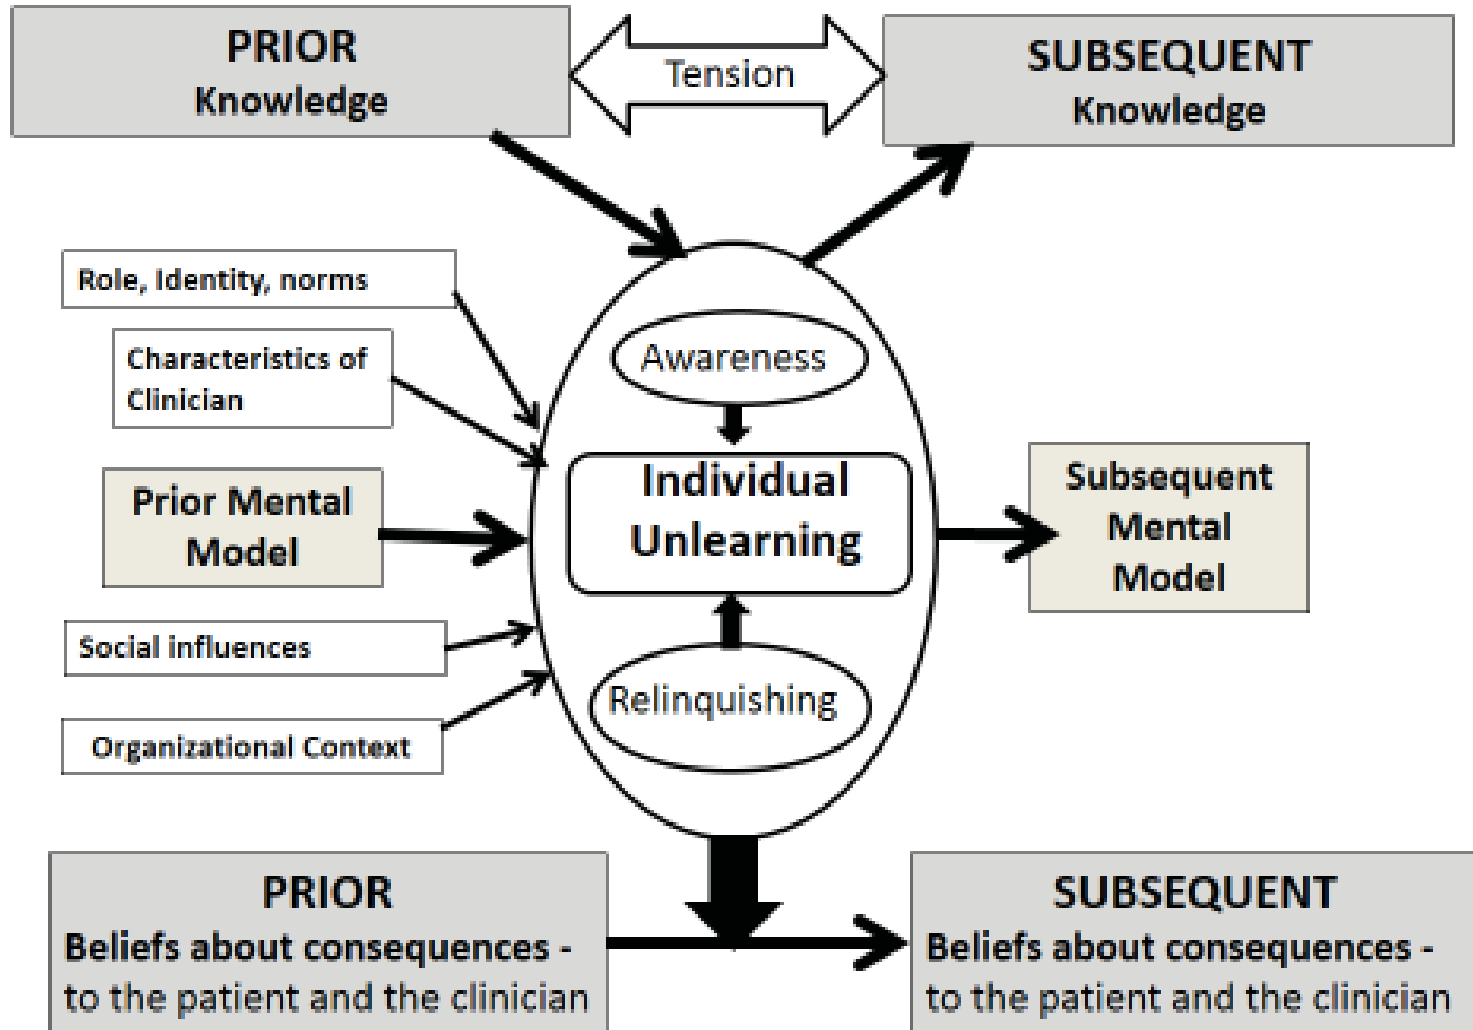 PRIOR
Knowledge
Tension
SUBSEQUENT
Knowledge
Role, Identity, norms
Characteristics of
Clinician
Prior Mental
Model
Social influences
Organizational Context
Awareness
Individual
Unlearning
Relinquishing
Subsequent
Mental
Model
PRIOR
Beliefs about consequences -
to the patient and the clinician
SUBSEQUENT
Beliefs about consequences -
to the patient and the clinician